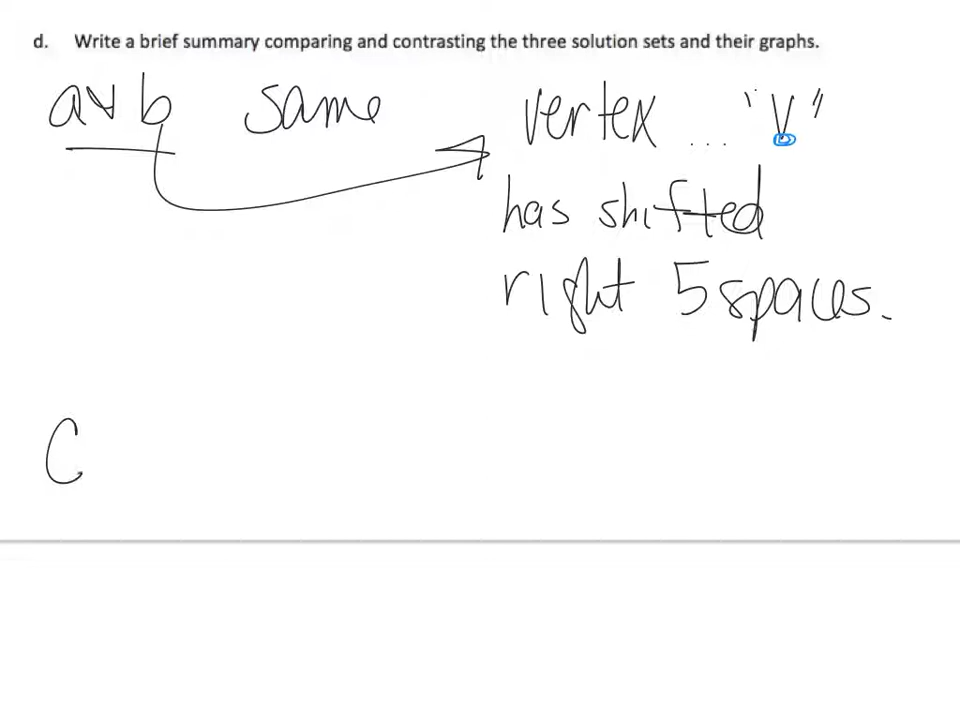 d. Write a brief summary comparing and contrasting the three solution sets and their graphs.
a + b same vertex ... "V"
has shifted
right 5 spaces.
C